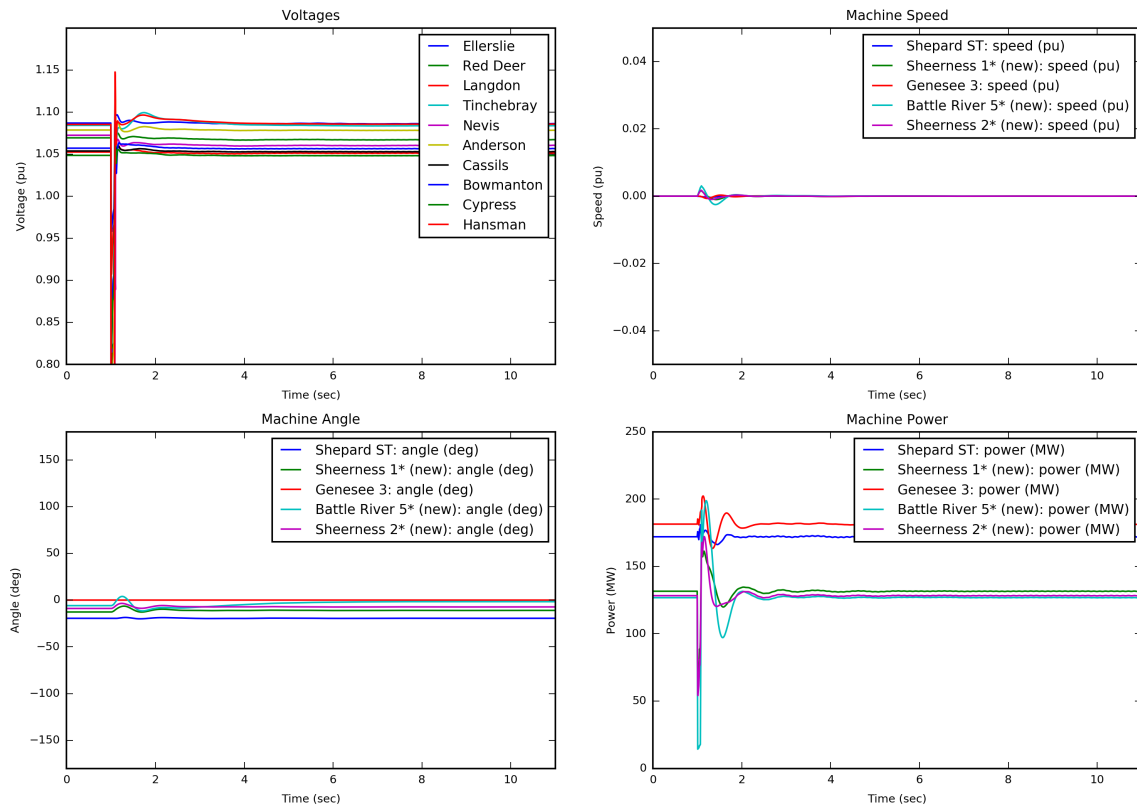 Voltages
1.15
1.10
1.05
1.00
0.95
0.90
0.85
0.80
Voltage (pu)
0
2
4
6
8
10
Time (sec)
Ellerslie
Red Deer
Langdon
Tinchebray
Nevis
Anderson
Cassils
Bowmanton
Cypress
Hansman
Machine Speed
0.04
0.02
0.00
−0.02
−0.04
Speed (pu)
0
2
4
6
8
10
Time (sec)
Shepard ST: speed (pu)
Sheerness 1* (new): speed (pu)
Genesee 3: speed (pu)
Battle River 5* (new): speed (pu)
Sheerness 2* (new): speed (pu)
Machine Angle
150
100
50
0
−50
−100
−150
Angle (deg)
0
2
4
6
8
10
Time (sec)
Shepard ST: angle (deg)
Sheerness 1* (new): angle (deg)
Genesee 3: angle (deg)
Battle River 5* (new): angle (deg)
Sheerness 2* (new): angle (deg)
Machine Power
250
200
150
100
50
0
Power (MW)
0
2
4
6
8
10
Time (sec)
Shepard ST: power (MW)
Sheerness 1* (new): power (MW)
Genesee 3: power (MW)
Battle River 5* (new): power (MW)
Sheerness 2* (new): power (MW)